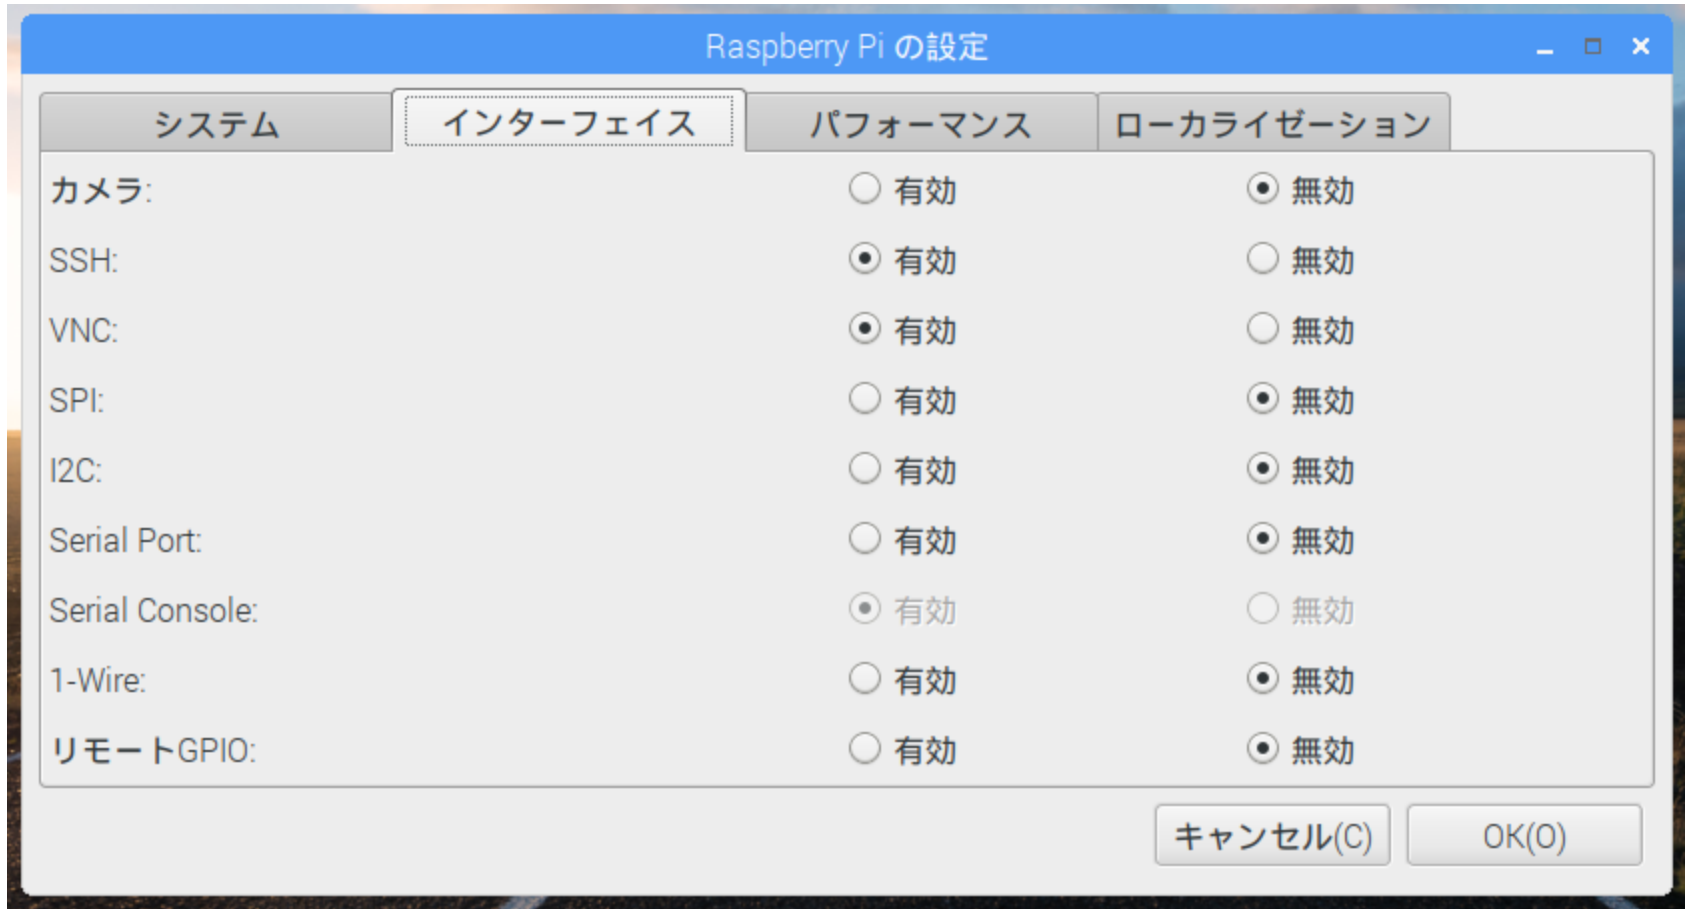 Raspberry Pi の設定
システム インターフェイス パフォーマンス ローカライゼーション
カメラ: 有効 無効
SSH: 有効 無効
VNC: 有効 無効
SPI: 有効 無効
I2C: 有効 無効
Serial Port: 有効 無効
Serial Console: 有効 無効
1-Wire: 有効 無効
リモートGPIO: 有効 無効
キャンセル(C) OK(O)